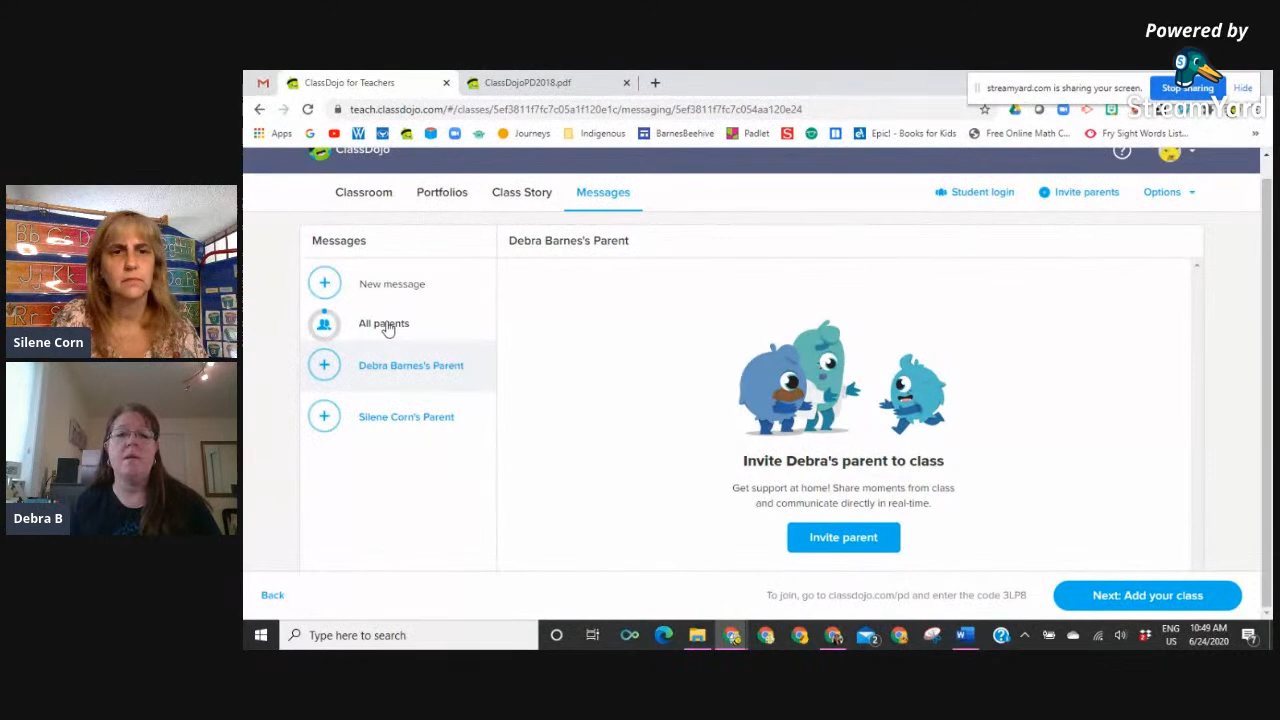 Powered by
StreamYard
ClassDojo for Teachers
ClassDojoPD2018.pdf
streamyard.com is sharing your screen.
Stop sharing
Hide
teach.classdojo.com/#/classes/5ef3811f7fc05a1f120e1c/messaging/5ef3811f7fc7c054aa120e24
Apps
Journeys
Indigenous
BarnesBeehive
Padlet
Epic! - Books for Kids
Free Online Math C...
Fry Sight Words List...
ClassDojo
Classroom
Portfolios
Class Story
Messages
Student login
Invite parents
Options
Messages
Debra Barnes's Parent
New message
All parents
Debra Barnes's Parent
Silene Corn's Parent
Invite Debra's parent to class
Get support at home! Share moments from class
and communicate directly in real-time.
Invite parent
Back
To join, go to classdojo.com/pd and enter the code 3LPB
Next: Add your class
Type here to search
ENG
US
10:49 AM
6/24/2020
Bb C
Jj Kk
Rr
Silene Corn
Debra B